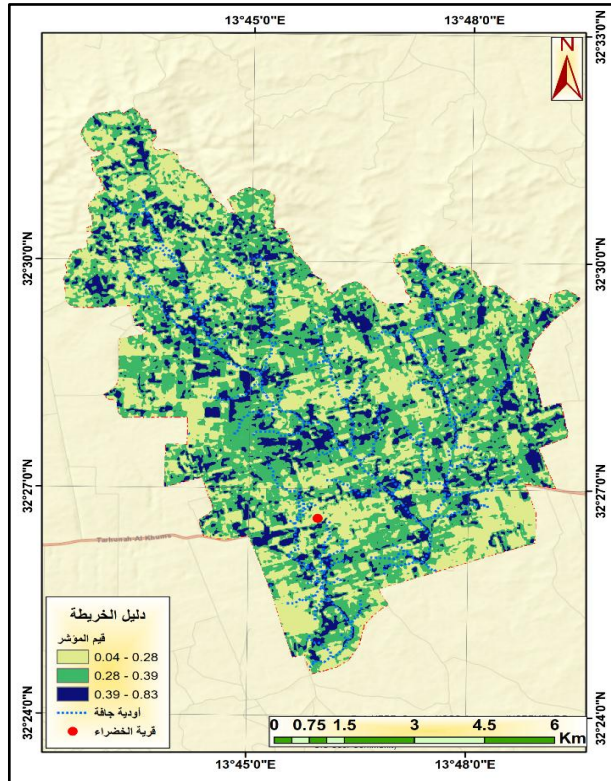 13°45'0"E
13°48'0"E
32°33'0"N
N
32°30'0"N
32°30'0"N
32°27'0"N
32°27'0"N
Tarhunah-Al Khums
دليل الخريطة
قيم المؤشر
0.04 - 0.28
0.28 - 0.39
0.39 - 0.83
أودية جافة
قرية الخضراء
0 0.75 1.5 3 4.5 6
Km
32°24'0"N
32°24'0"N
13°45'0"E
13°48'0"E